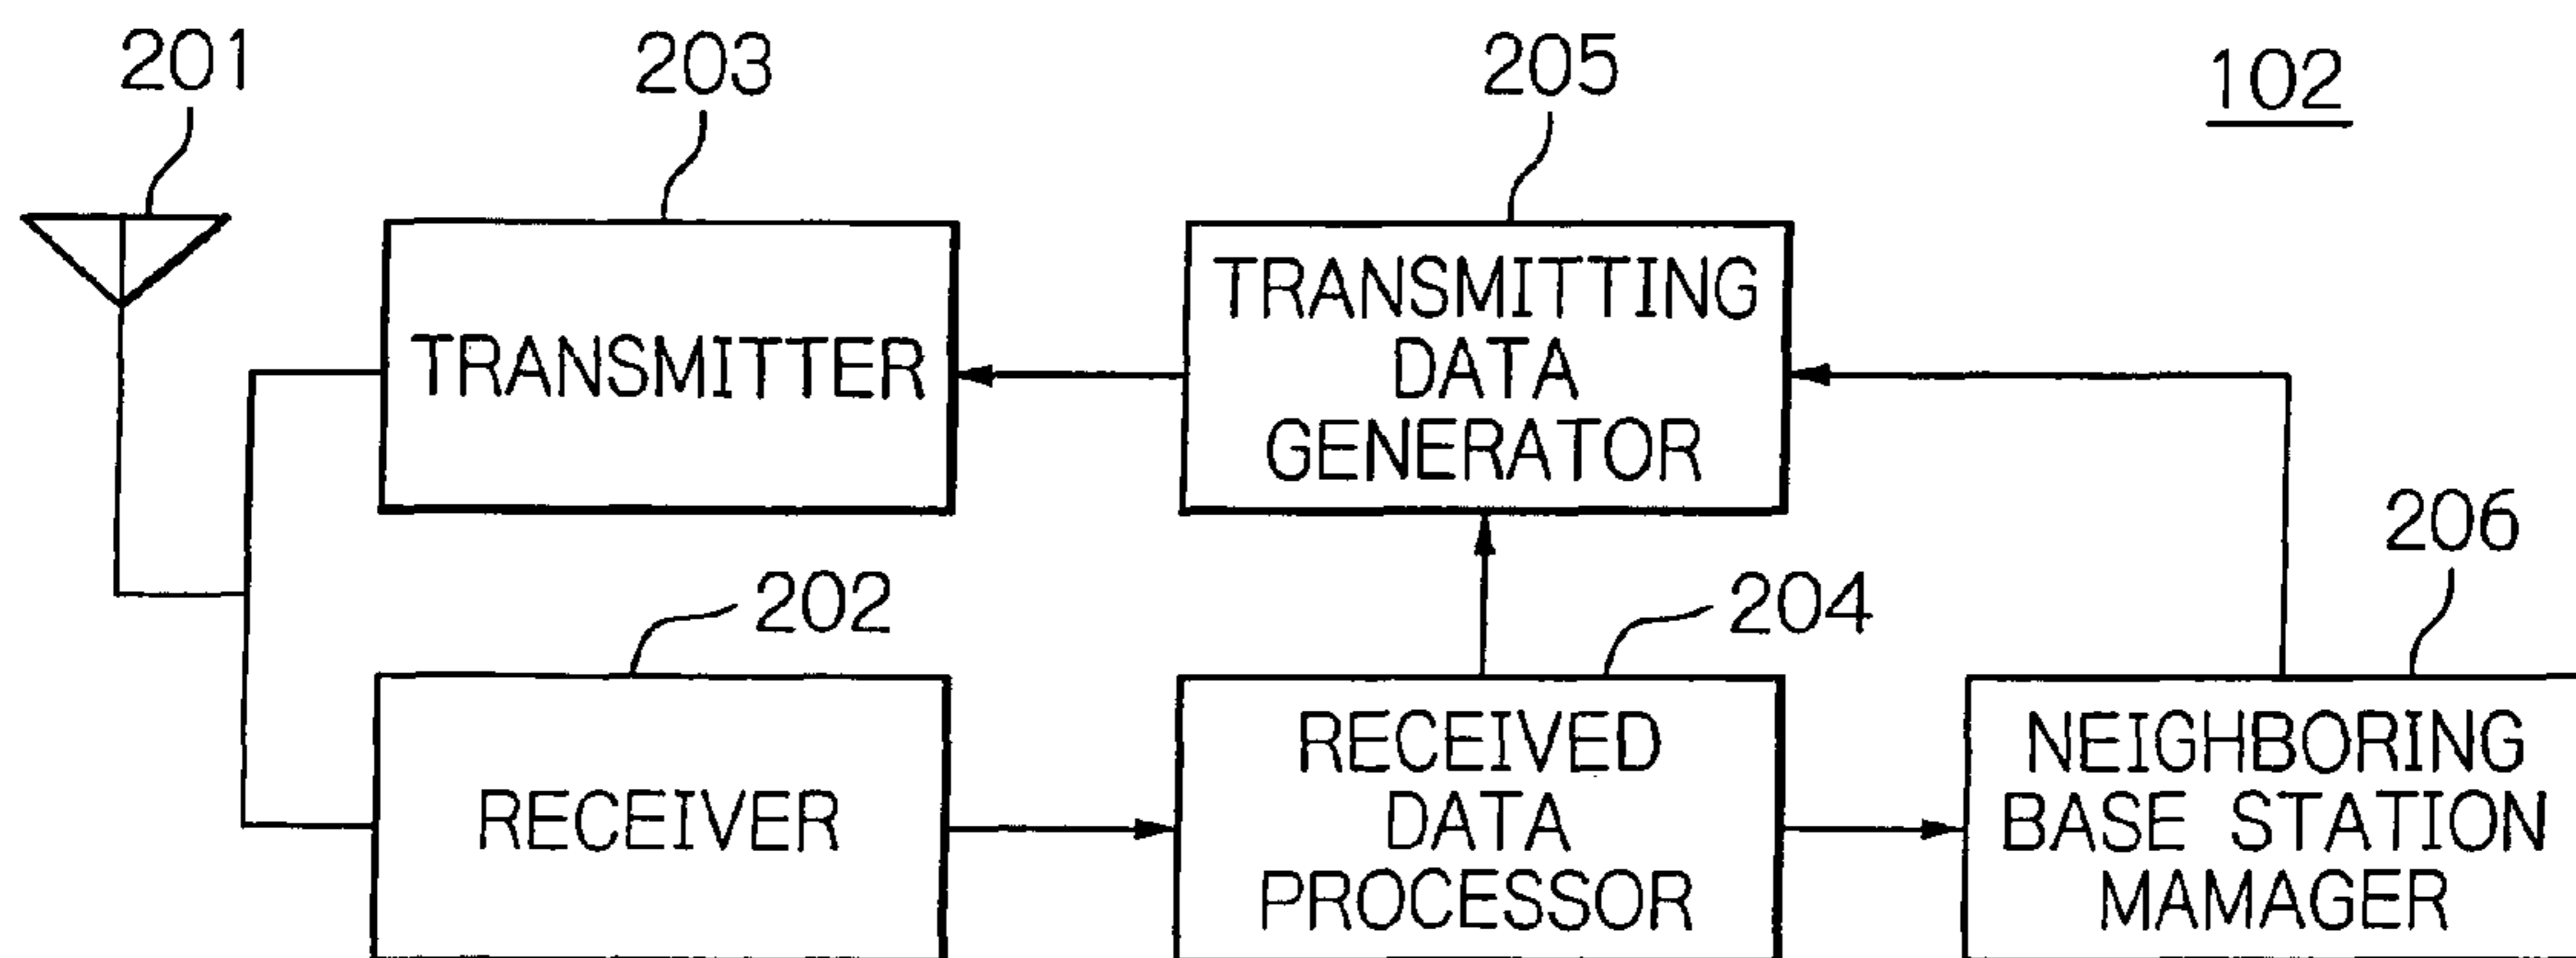 201
203
205
102
TRANSMITTER
TRANSMITTING
DATA
GENERATOR
206
202
204
RECEIVER
RECEIVED
DATA
PROCESSOR
NEIGHBORING
BASE STATION
MAMAGER